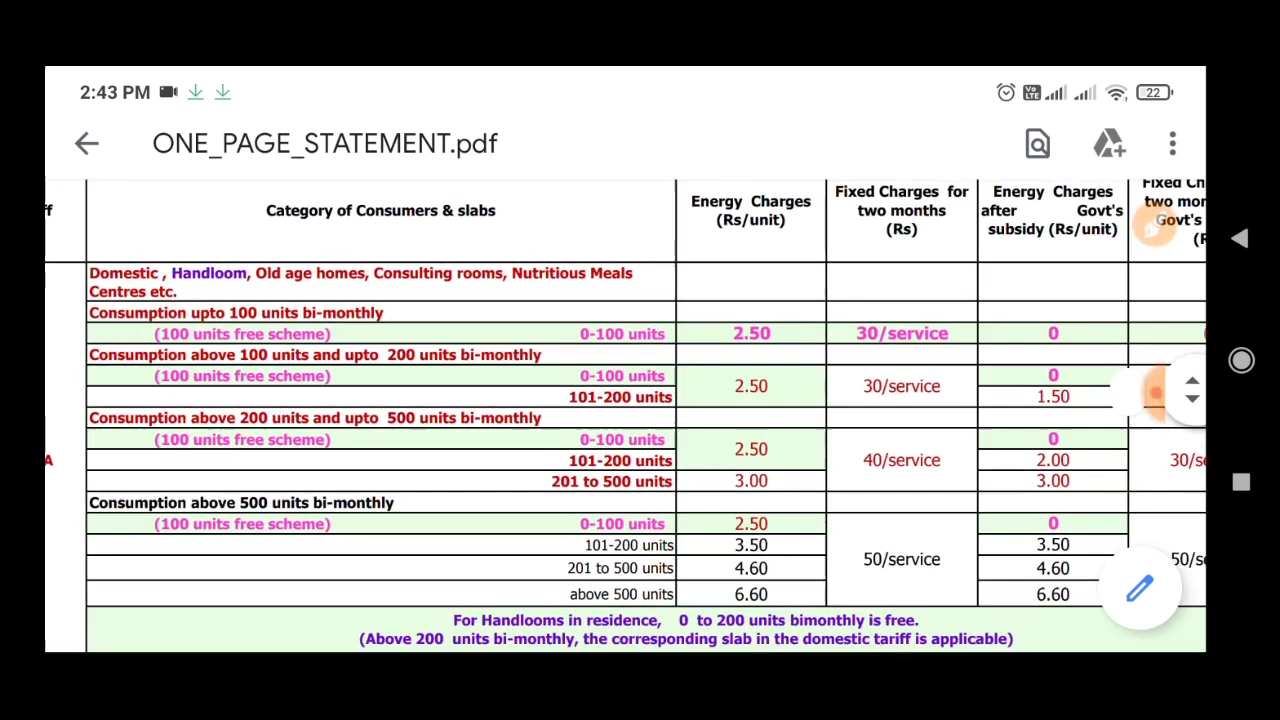 2:43 PM
Vo LTE
22
ONE_PAGE_STATEMENT.pdf
Category of Consumers & slabs
Energy Charges (Rs/unit)
Fixed Charges for two months (Rs)
Energy Charges after Govt's subsidy (Rs/unit)
Govt's
Domestic , Handloom, Old age homes, Consulting rooms, Nutritious Meals
Centres etc.
Consumption upto 100 units bi-monthly
(100 units free scheme) 0-100 units 2.50 30/service 0
Consumption above 100 units and upto 200 units bi-monthly
(100 units free scheme) 0-100 units 2.50 30/service 0
101-200 units 1.50
Consumption above 200 units and upto 500 units bi-monthly
(100 units free scheme) 0-100 units 2.50 0
A 101-200 units 40/service 2.00
201 to 500 units 3.00 3.00
Consumption above 500 units bi-monthly
(100 units free scheme) 0-100 units 2.50 0
101-200 units 3.50 50/service 3.50
201 to 500 units 4.60 4.60
above 500 units 6.60 6.60
For Handlooms in residence, 0 to 200 units bimonthly is free.
(Above 200 units bi-monthly, the corresponding slab in the domestic tariff is applicable)